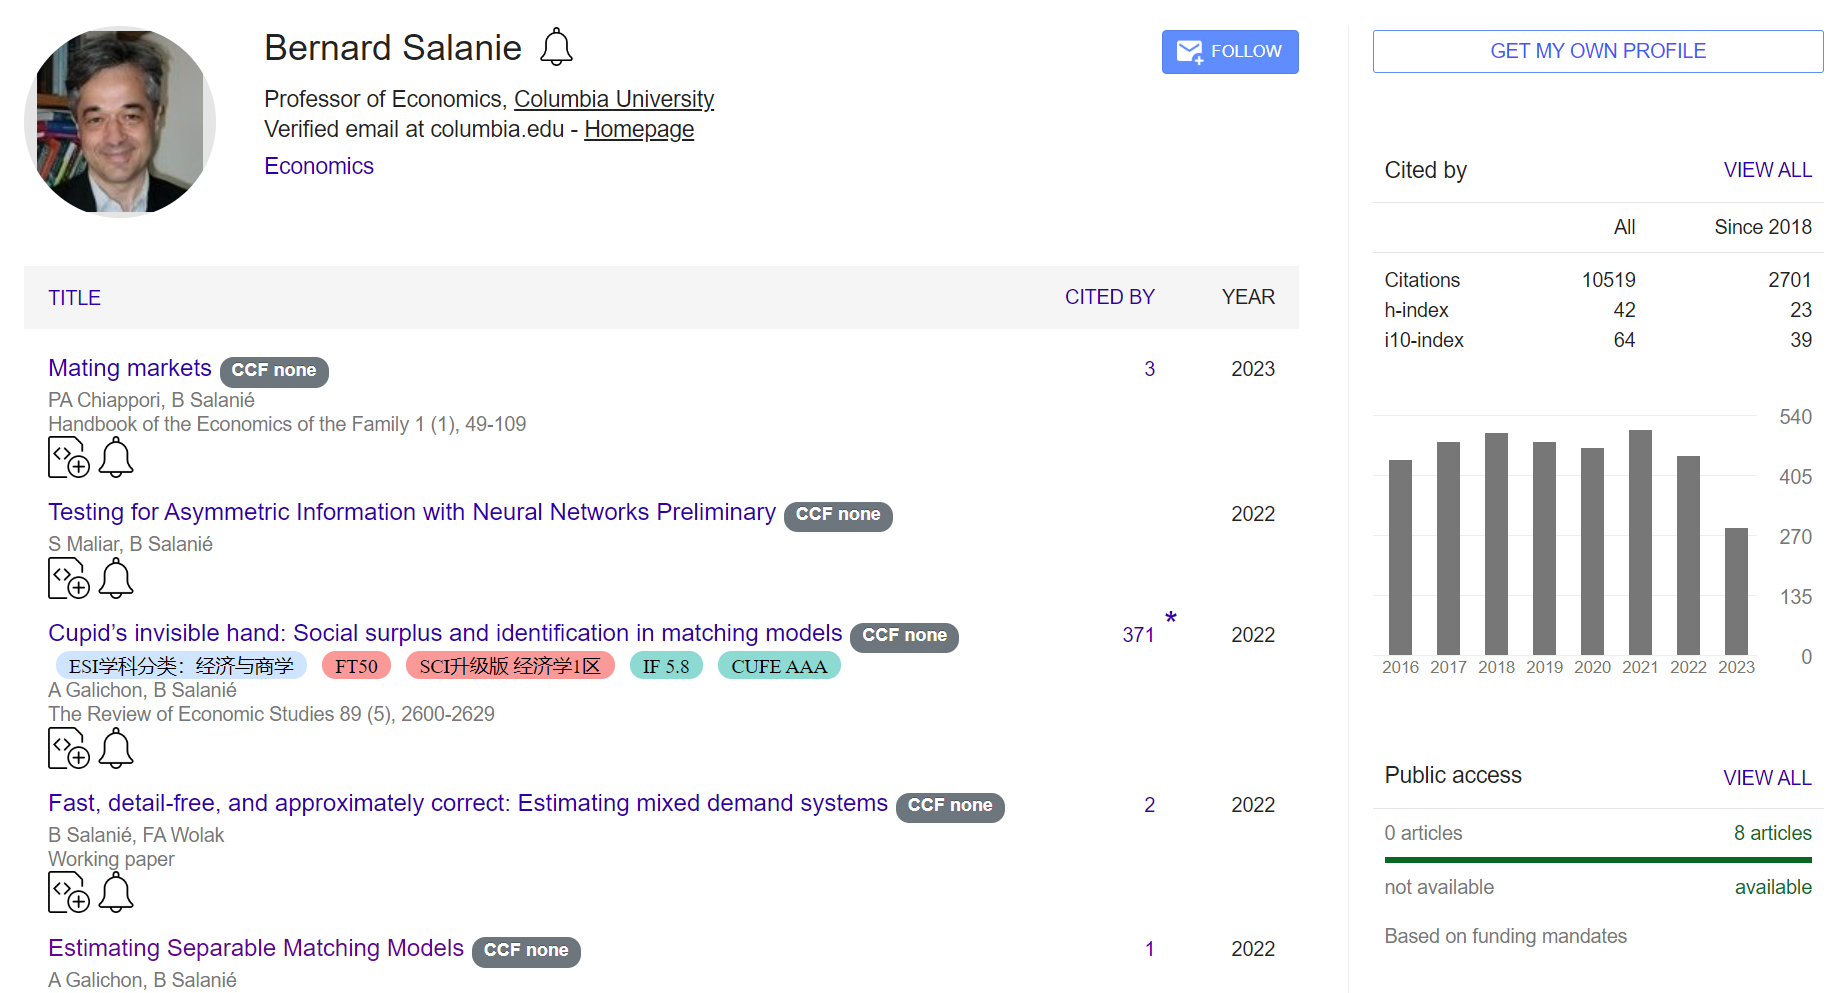 Bernard Salanie
FOLLOW
Professor of Economics, Columbia University
Verified email at columbia.edu - Homepage
Economics
TITLE CITED BY YEAR
Mating markets CCF none 3 2023
PA Chiappori, B Salanié
Handbook of the Economics of the Family 1 (1), 49-109
Testing for Asymmetric Information with Neural Networks Preliminary CCF none 2022
S Maliar, B Salanié
Cupid’s invisible hand: Social surplus and identification in matching models CCF none 371 * 2022
ESI学科分类：经济与商学 FT50 SCI升级版 经济学1区 IF 5.8 CUFE AAA
A Galichon, B Salanié
The Review of Economic Studies 89 (5), 2600-2629
Fast, detail-free, and approximately correct: Estimating mixed demand systems CCF none 2 2022
B Salanié, FA Wolak
Working paper
Estimating Separable Matching Models CCF none 1 2022
A Galichon, B Salanié
GET MY OWN PROFILE
Cited by VIEW ALL
All Since 2018
Citations 10519 2701
h-index 42 23
i10-index 64 39
540
405
270
135
0
2016 2017 2018 2019 2020 2021 2022 2023
Public access VIEW ALL
0 articles 8 articles
not available available
Based on funding mandates